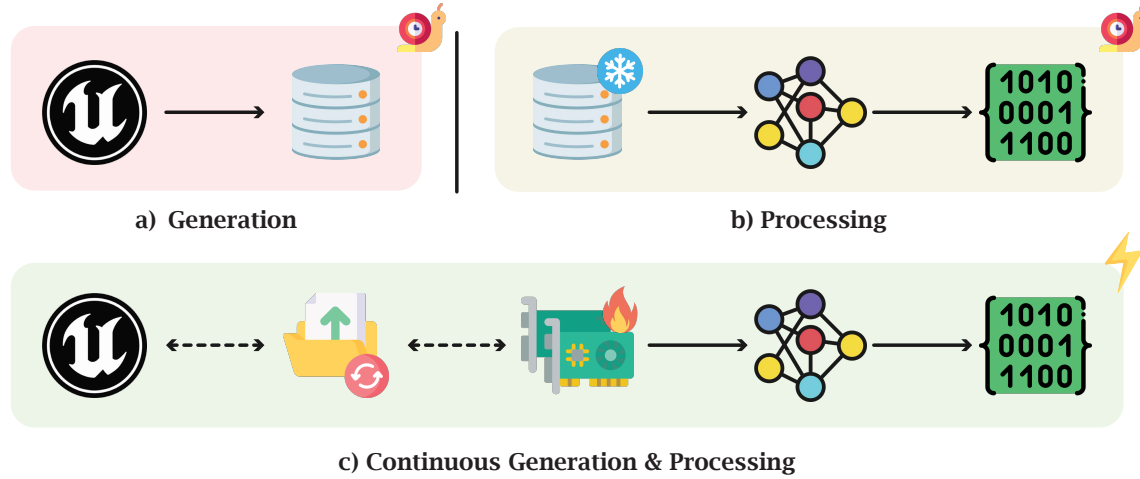 1010
0001
1100
a) Generation
b) Processing
1010
0001
1100
c) Continuous Generation & Processing